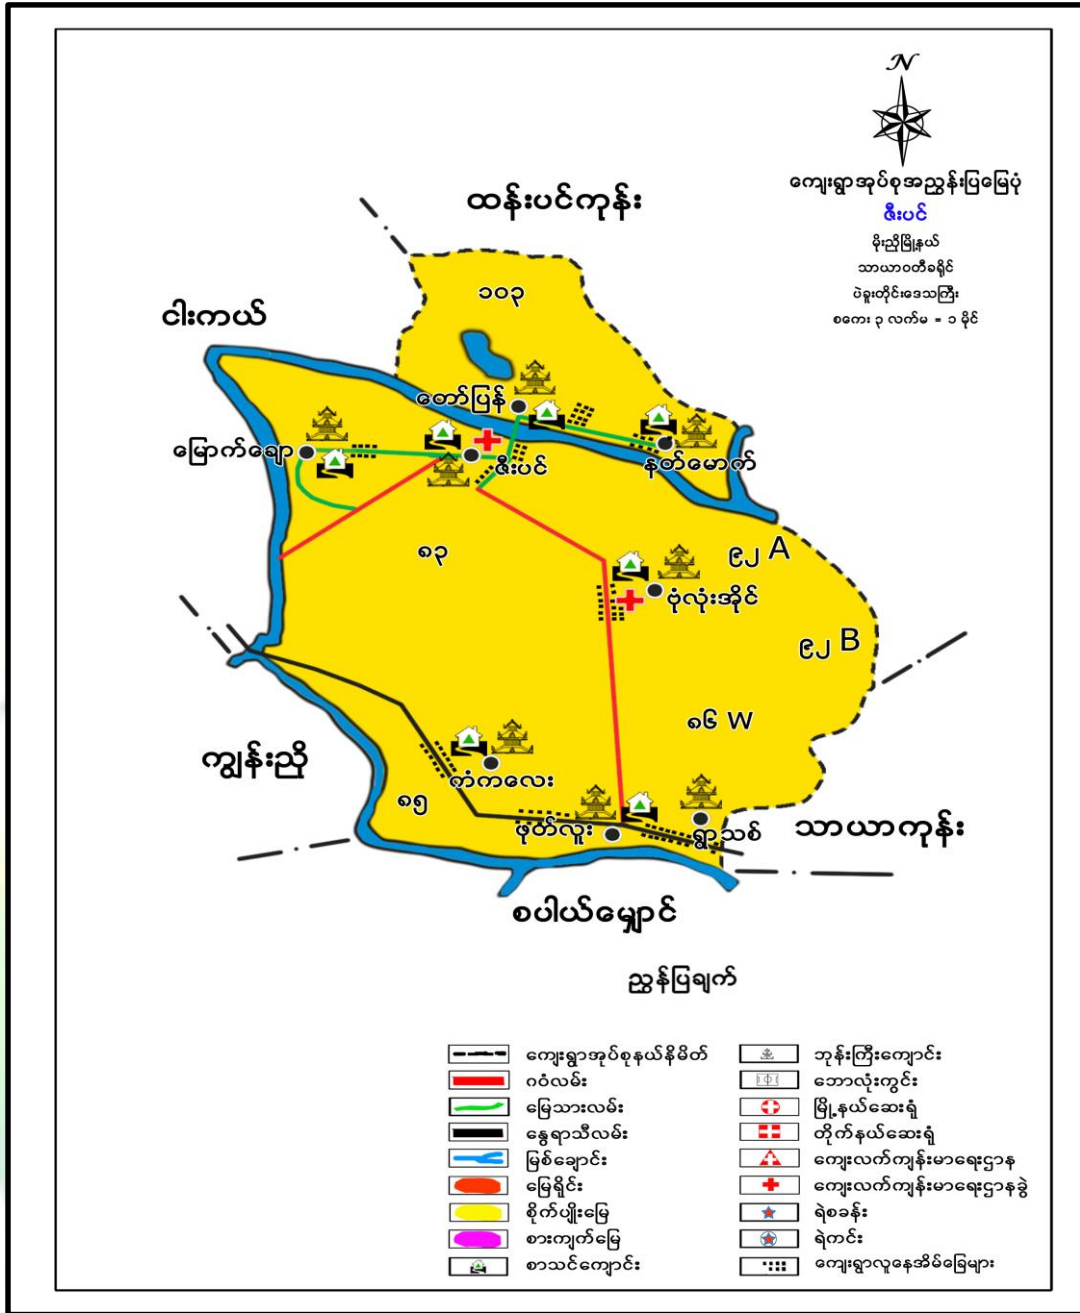 N
ကျေးရွာအုပ်စုအညွှန်းပြမြေပုံ
ဇီးပင်
မိုးညိုမြို့နယ်
သာယာဝတီခရိုင်
ပဲခူးတိုင်းဒေသကြီး
စကေး ၃ လက်မ = ၁ မိုင်
ထန်းပင်ကုန်း
၁၀၃
ငါးကယ်
တော်ပြန်
မြောက်ချော
ဇီးပင်
နတ်မောက်
၈၃
၉၂ A
ဗုံလုံးအိုင်
၉၂ B
၈၆ W
ကျွန်းညို
ကံကလေး
၈၅
ဖုတ်လူး
ရွာသစ်
သာယာကုန်း
စပါယ်မျှောင်
ညွှန်ပြချက်
ကျေးရွာအုပ်စုနယ်နိမိတ်
ဂဝံလမ်း
မြေသားလမ်း
နွေရာသီလမ်း
မြစ်ချောင်း
မြေရိုင်း
စိုက်ပျိုးမြေ
စားကျက်မြေ
စာသင်ကျောင်း
ဘုန်းကြီးကျောင်း
ဘောလုံးကွင်း
မြို့နယ်ဆေးရုံ
တိုက်နယ်ဆေးရုံ
ကျေးလက်ကျန်းမာရေးဌာန
ကျေးလက်ကျန်းမာရေးဌာနခွဲ
ရဲစခန်း
ရဲကင်း
ကျေးရွာလူနေအိမ်ခြေများ